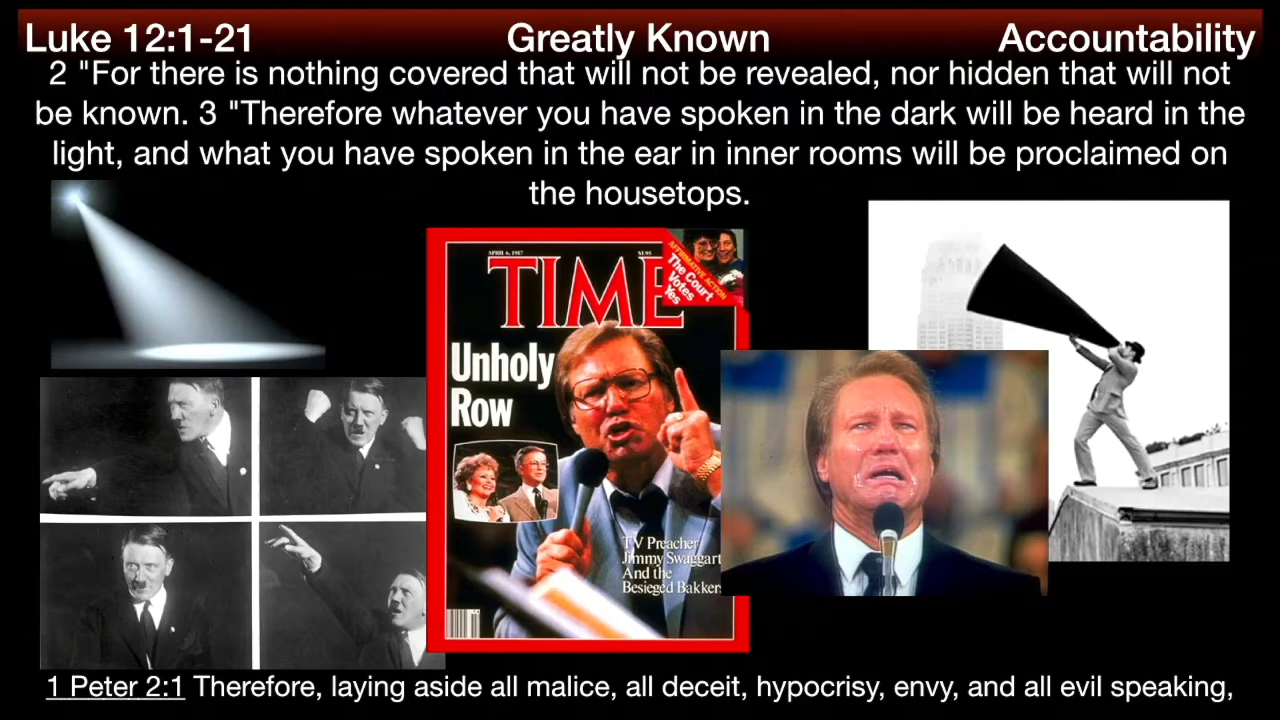 Luke 12:1-21
Greatly Known
Accountability
2 "For there is nothing covered that will not be revealed, nor hidden that will not
be known. 3 "Therefore whatever you have spoken in the dark will be heard in the
light, and what you have spoken in the ear in inner rooms will be proclaimed on
the housetops.
APRIL 6, 1987
AFFIRMATIVE ACTION
The Court
Votes
Yes
TIME
Unholy
Row
TV Preacher
Jimmy Swaggart
And the
Besieged Bakkers
1 Peter 2:1 Therefore, laying aside all malice, all deceit, hypocrisy, envy, and all evil speaking,